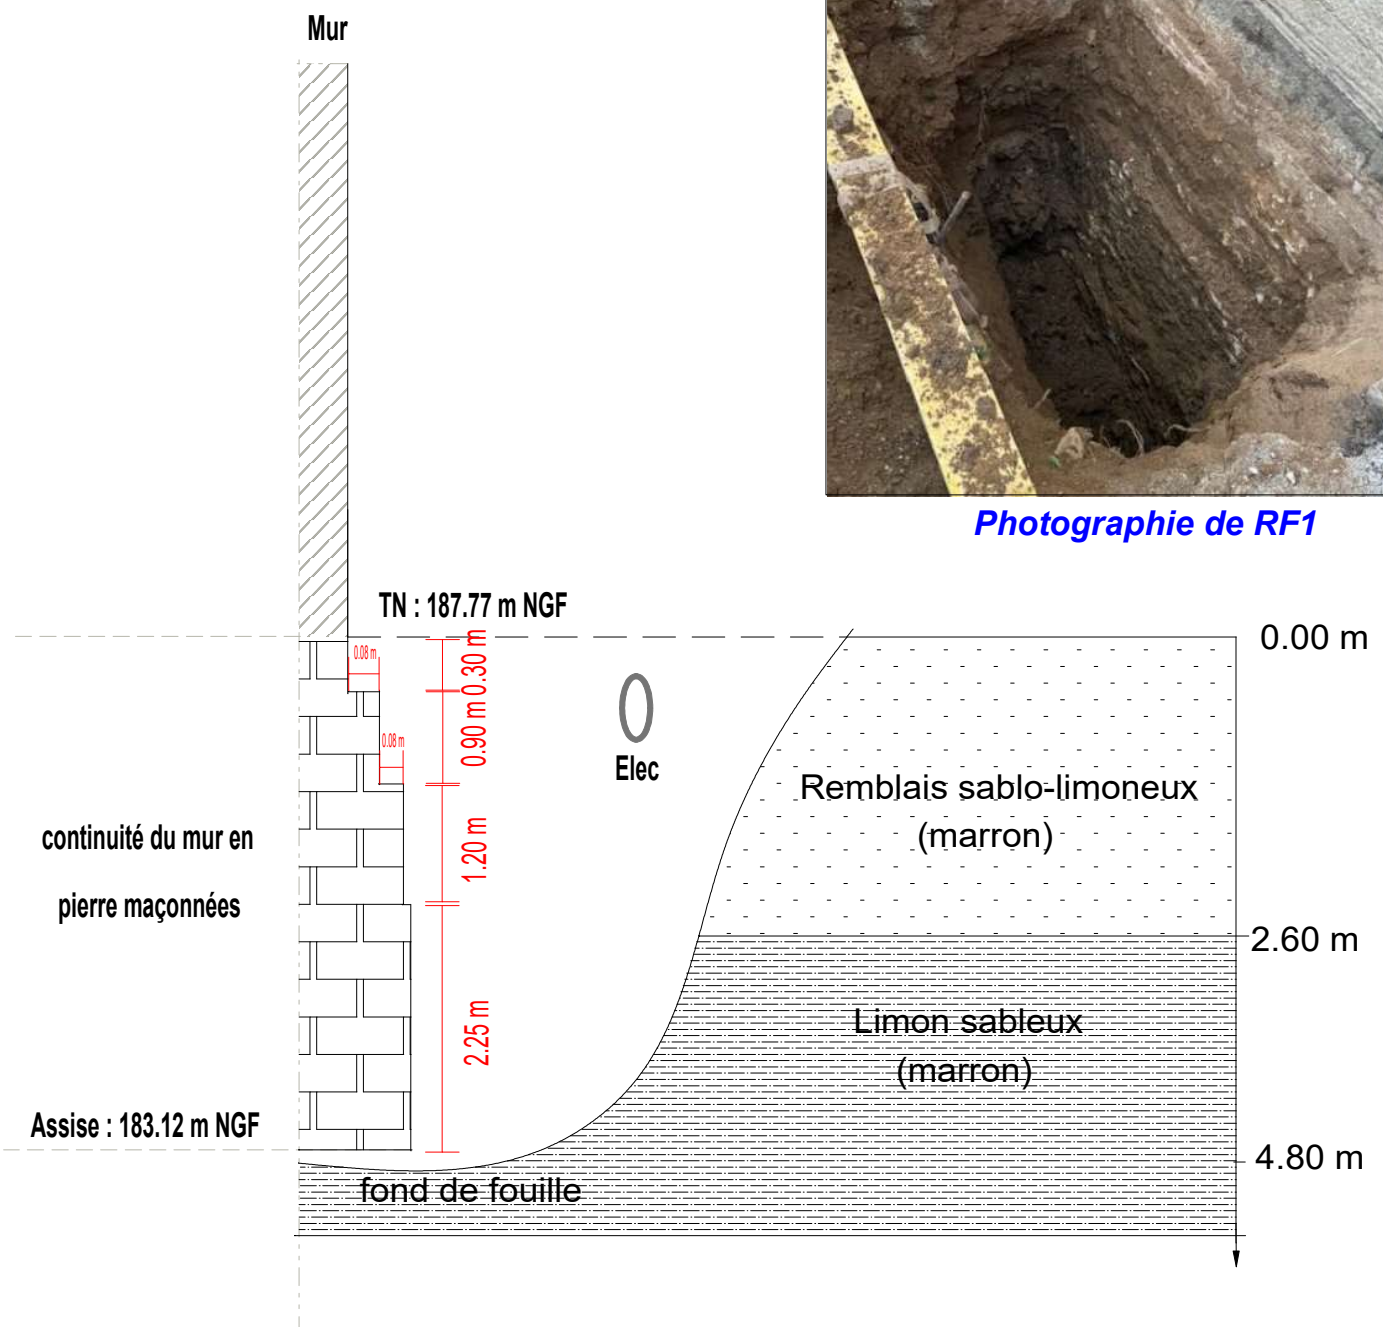 Mur
Photographie de RF1
TN : 187.77 m NGF
0.00 m
0.08 m
0.30 m
0.90 m
0.08 m
Elec
Remblais sablo-limoneux
(marron)
continuité du mur en
pierre maçonnées
1.20 m
2.60 m
2.25 m
Limon sableux
(marron)
Assise : 183.12 m NGF
4.80 m
fond de fouille